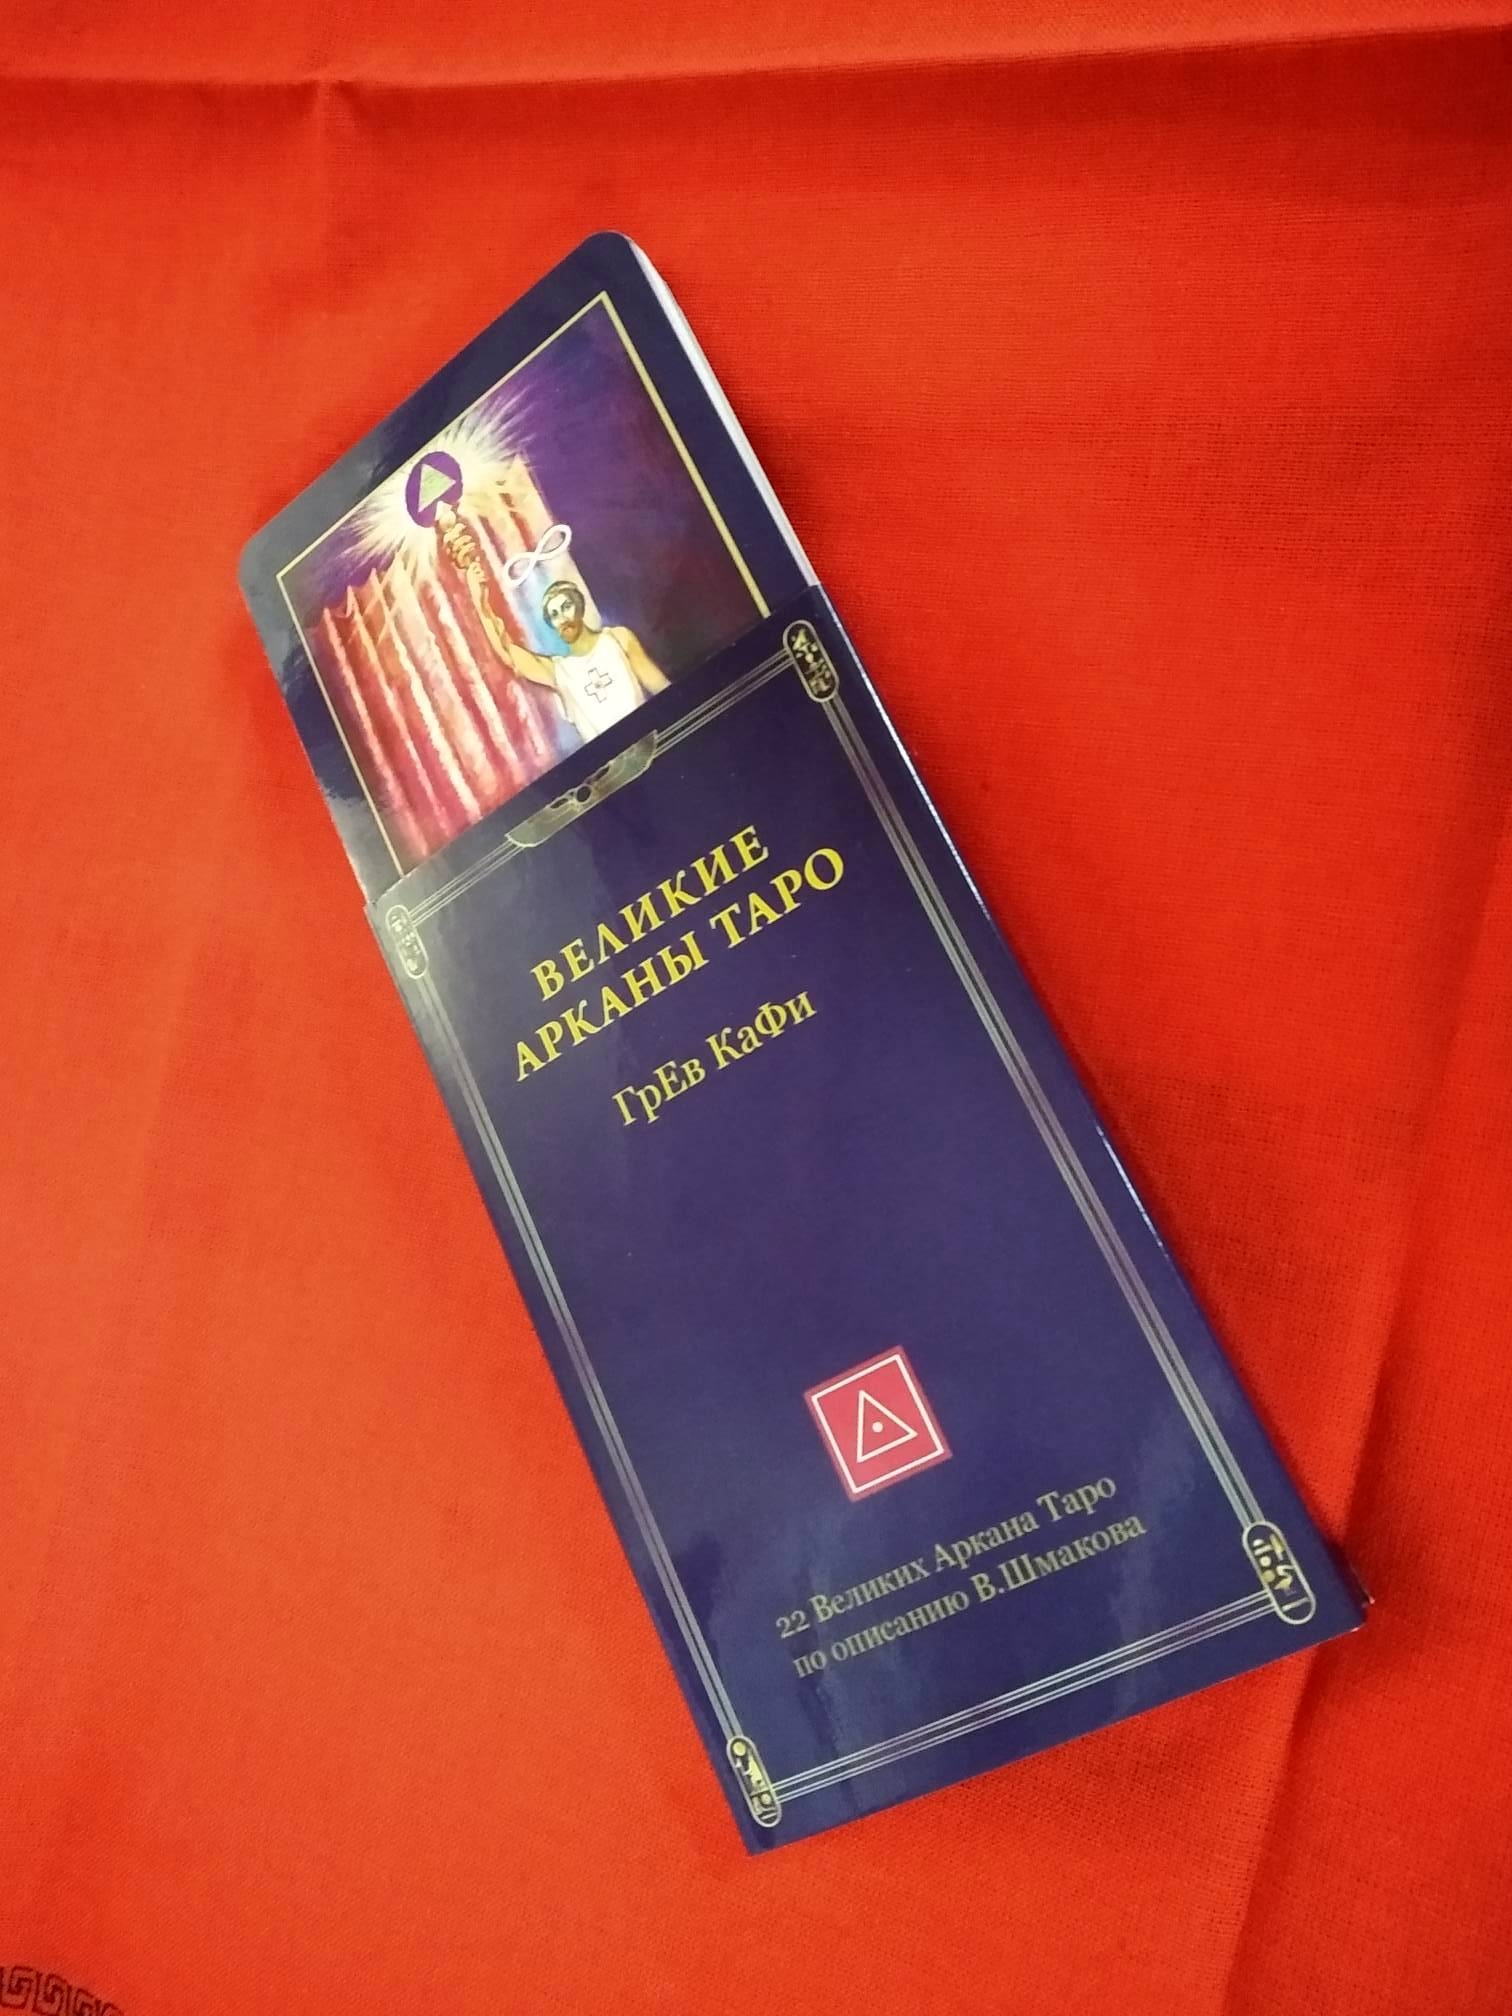 ВЕЛИКИЕ
АРКАНЫ ТАРО
ГрЕв КаФи
22 Великих Аркана Таро
по описанию В.Шмакова